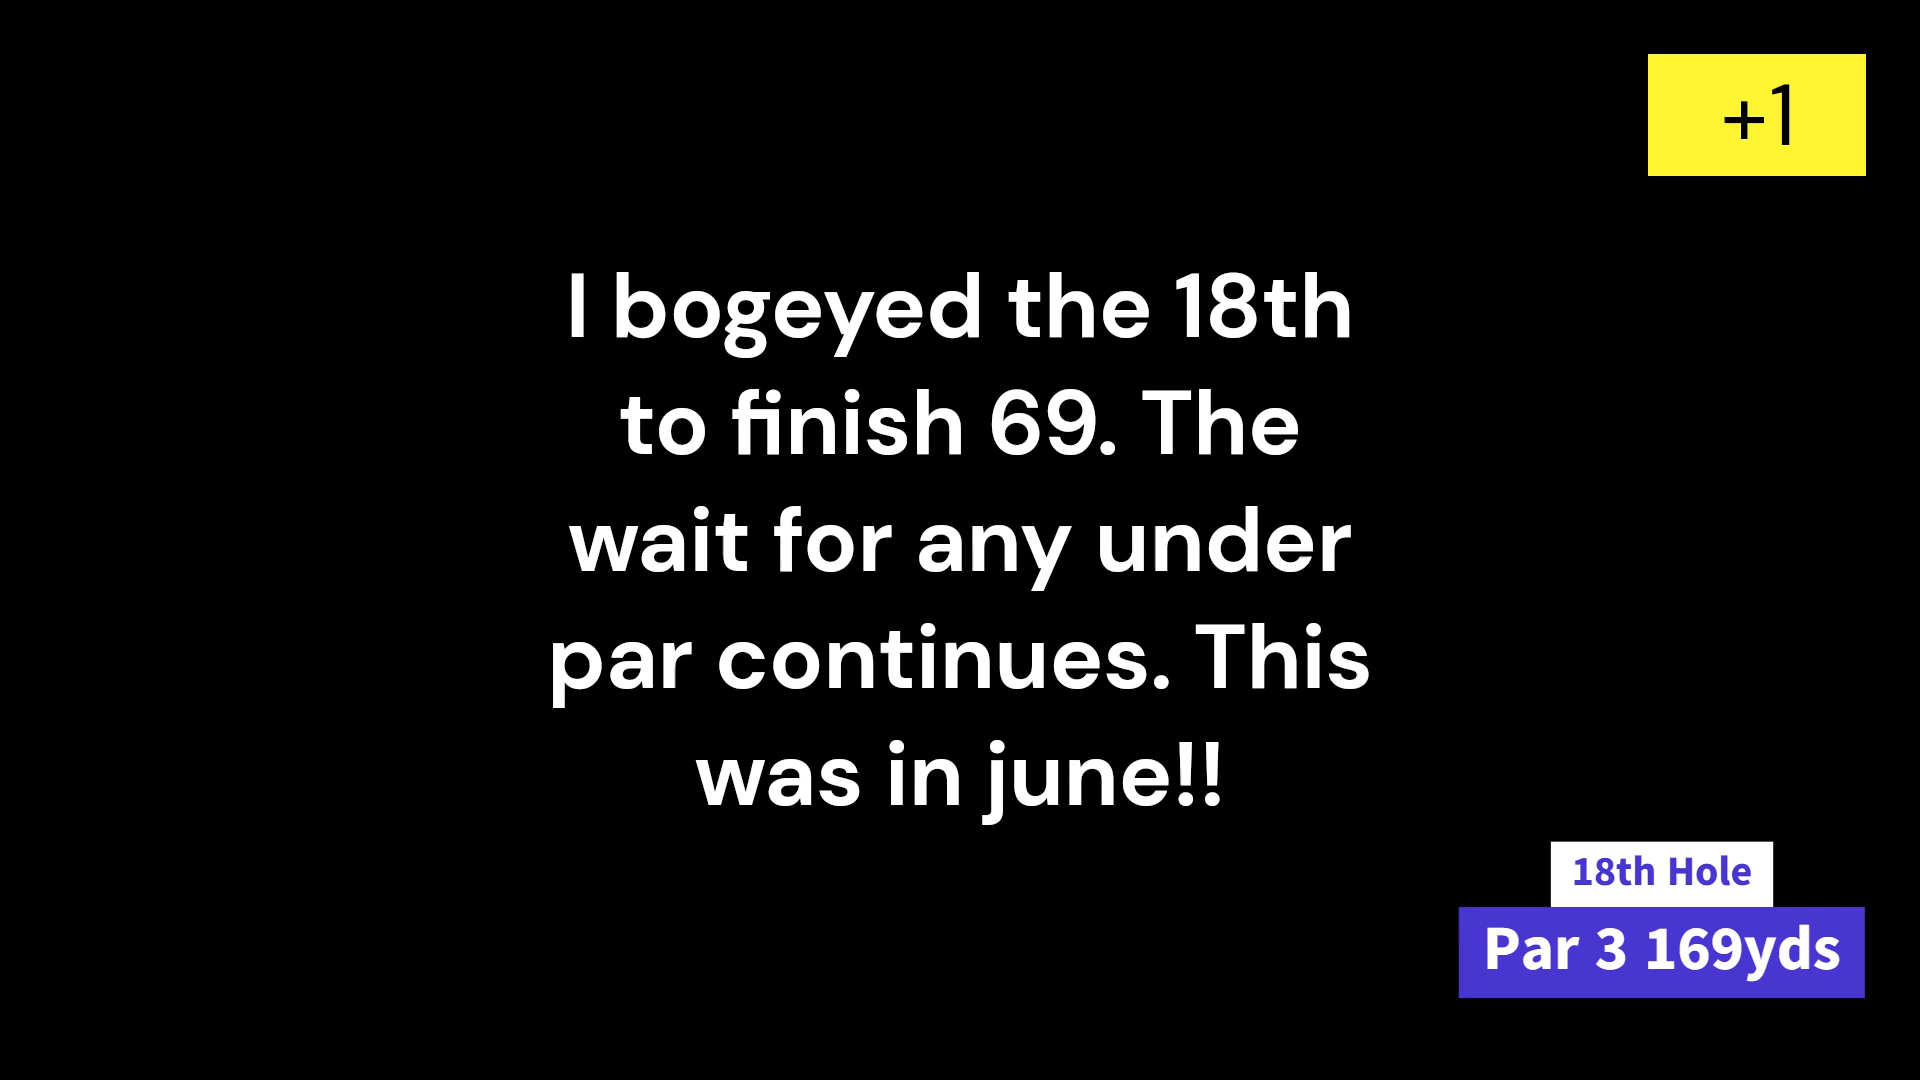 +1
I bogeyed the 18th
to finish 69. The
wait for any under
par continues. This
was in june!!
18th Hole
Par 3 169yds